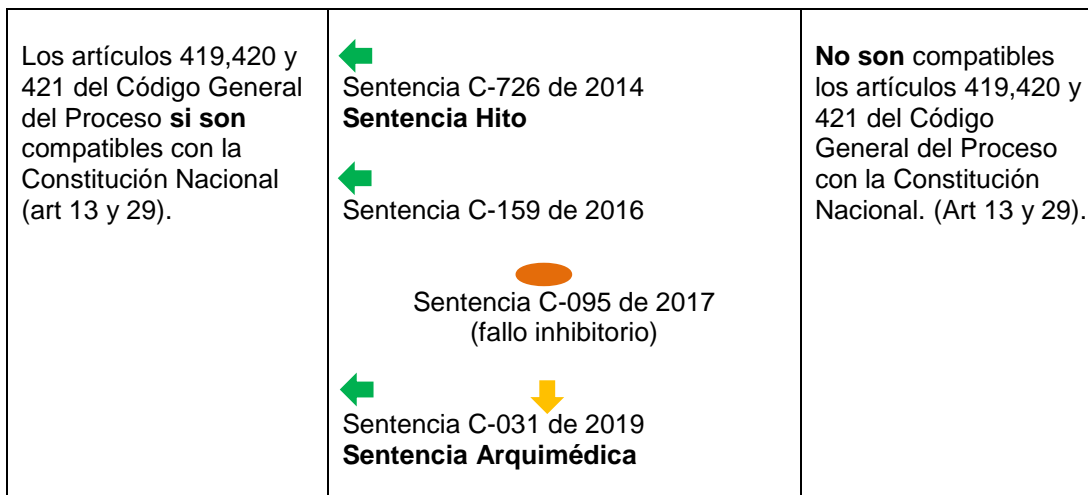 Los artículos 419,420 y
421 del Código General
del Proceso si son
compatibles con la
Constitución Nacional
(art 13 y 29).
Sentencia C-726 de 2014
Sentencia Hito
Sentencia C-159 de 2016
Sentencia C-095 de 2017
(fallo inhibitorio)
Sentencia C-031 de 2019
Sentencia Arquimédica
No son compatibles
los artículos 419,420 y
421 del Código
General del Proceso
con la Constitución
Nacional. (Art 13 y 29).